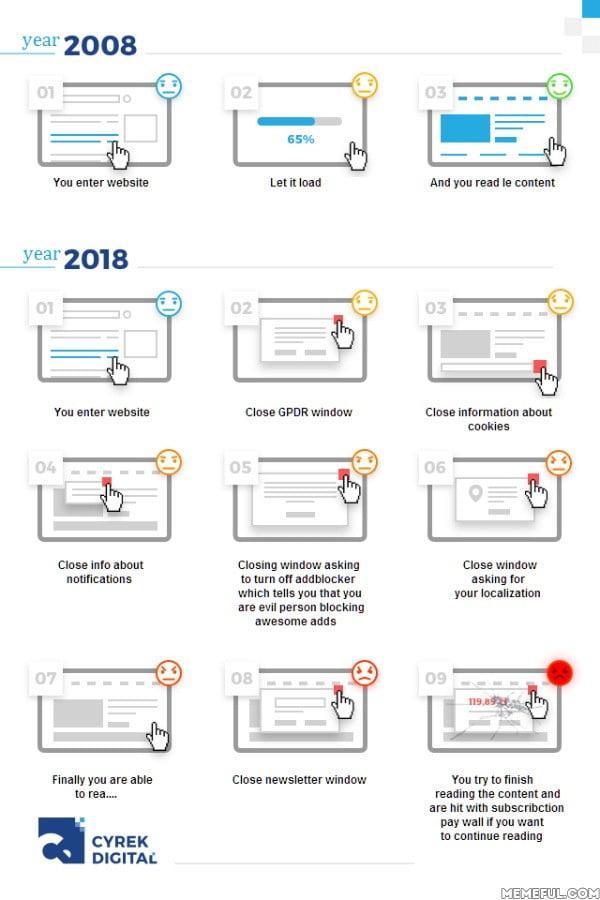 year 2008
01
02
03
65%
You enter website
Let it load
And you read le content
year 2018
01
02
03
You enter website
Close GPDR window
Close information about
cookies
04
05
06
Close info about
notifications
Closing window asking
to turn off addblocker
which tells you that you
are evil person blocking
awesome adds
Close window
asking for
your localization
07
08
09
119,89 zł
Finally you are able
to rea....
Close newsletter window
You try to finish
reading the content and
are hit with subscribction
pay wall if you want
to continue reading
CYREK
DIGITAL
MEMEFUL.COM